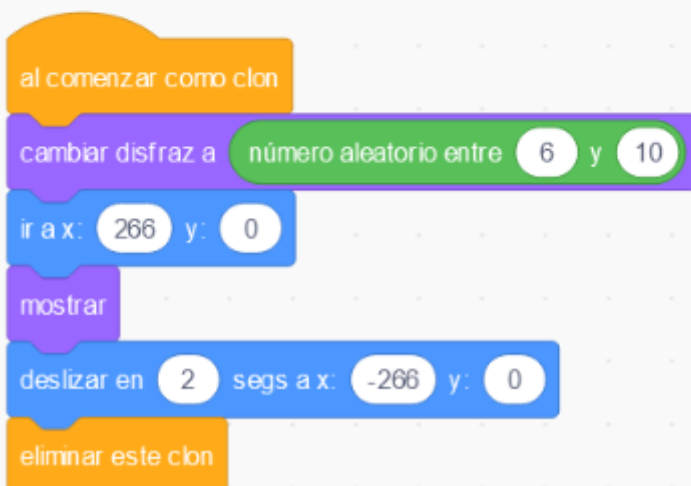 al comenzar como clon
cambiar disfraz a número aleatorio entre 6 y 10
ir a x: 266 y: 0
mostrar
deslizar en 2 segs a x: -266 y: 0
eliminar este clon